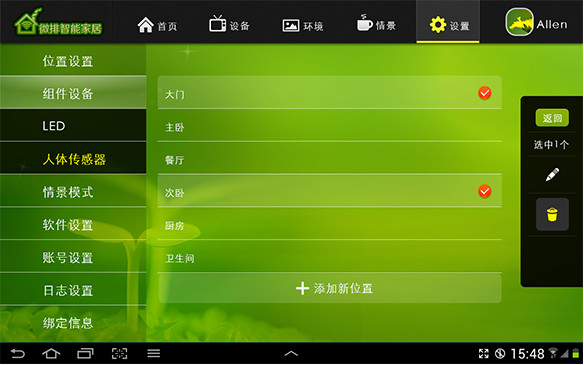 微排智能家居
首页
设备
环境
情景
设置
Allen
位置设置
组件设备
LED
人体传感器
情景模式
软件设置
账号设置
日志设置
绑定信息
大门
主卧
餐厅
次卧
厨房
卫生间
添加新位置
返回
选中1个
15:48